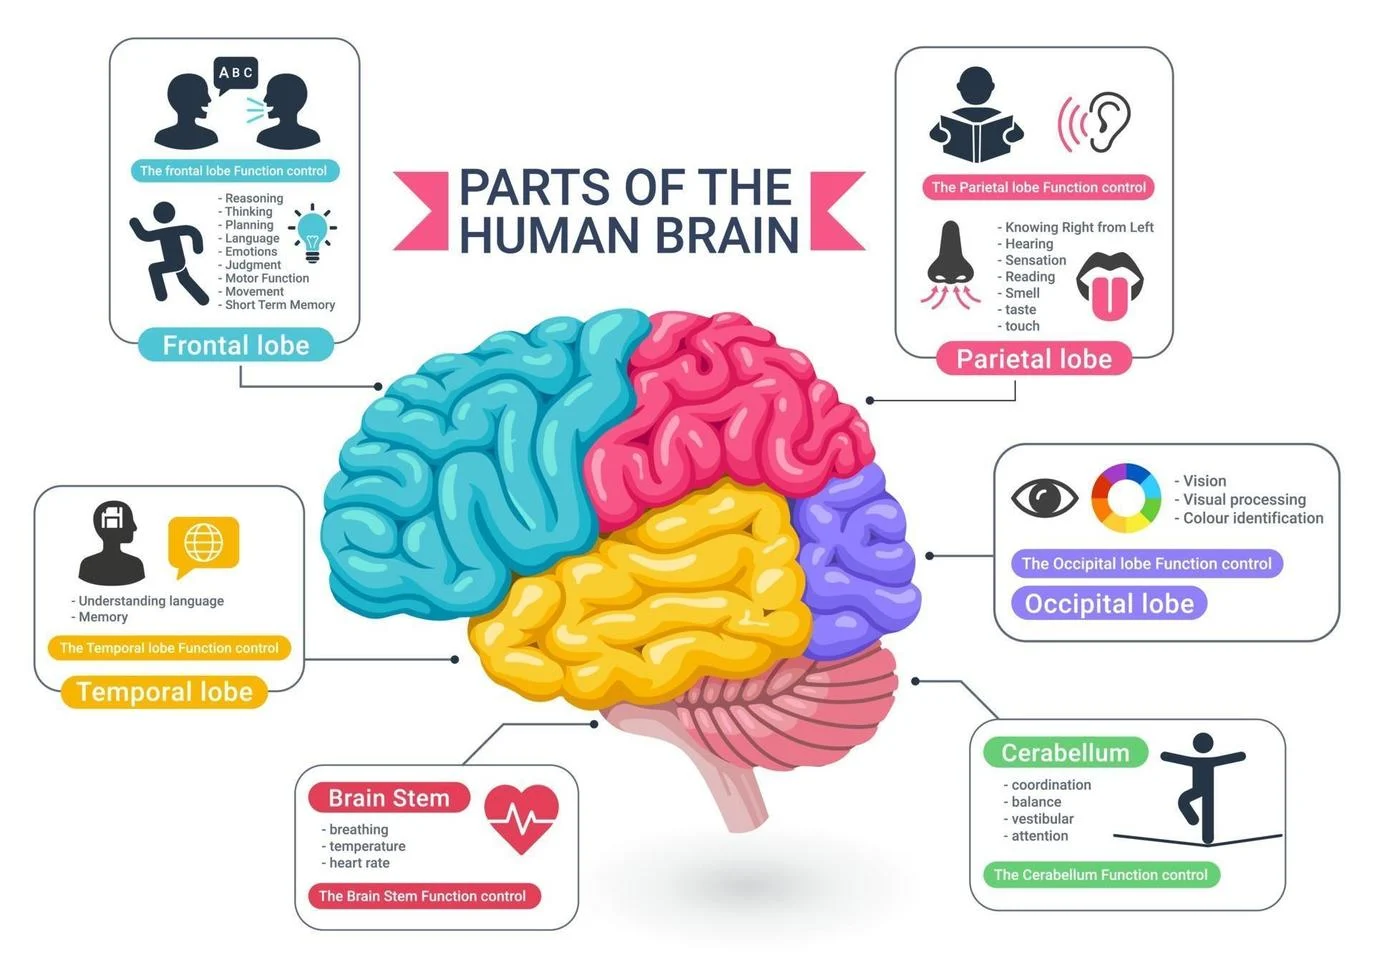 PARTS OF THE
HUMAN BRAIN
A B C
The frontal lobe Function control
- Reasoning
- Thinking
- Planning
- Language
- Emotions
- Judgment
- Motor Function
- Movement
- Short Term Memory
Frontal lobe
The Parietal lobe Function control
- Knowing Right from Left
- Hearing
- Sensation
- Reading
- Smell
- taste
- touch
Parietal lobe
- Understanding language
- Memory
The Temporal lobe Function control
Temporal lobe
- Vision
- Visual processing
- Colour identification
The Occipital lobe Function control
Occipital lobe
Brain Stem
- breathing
- temperature
- heart rate
The Brain Stem Function control
Cerabellum
- coordination
- balance
- vestibular
- attention
The Cerabellum Function control